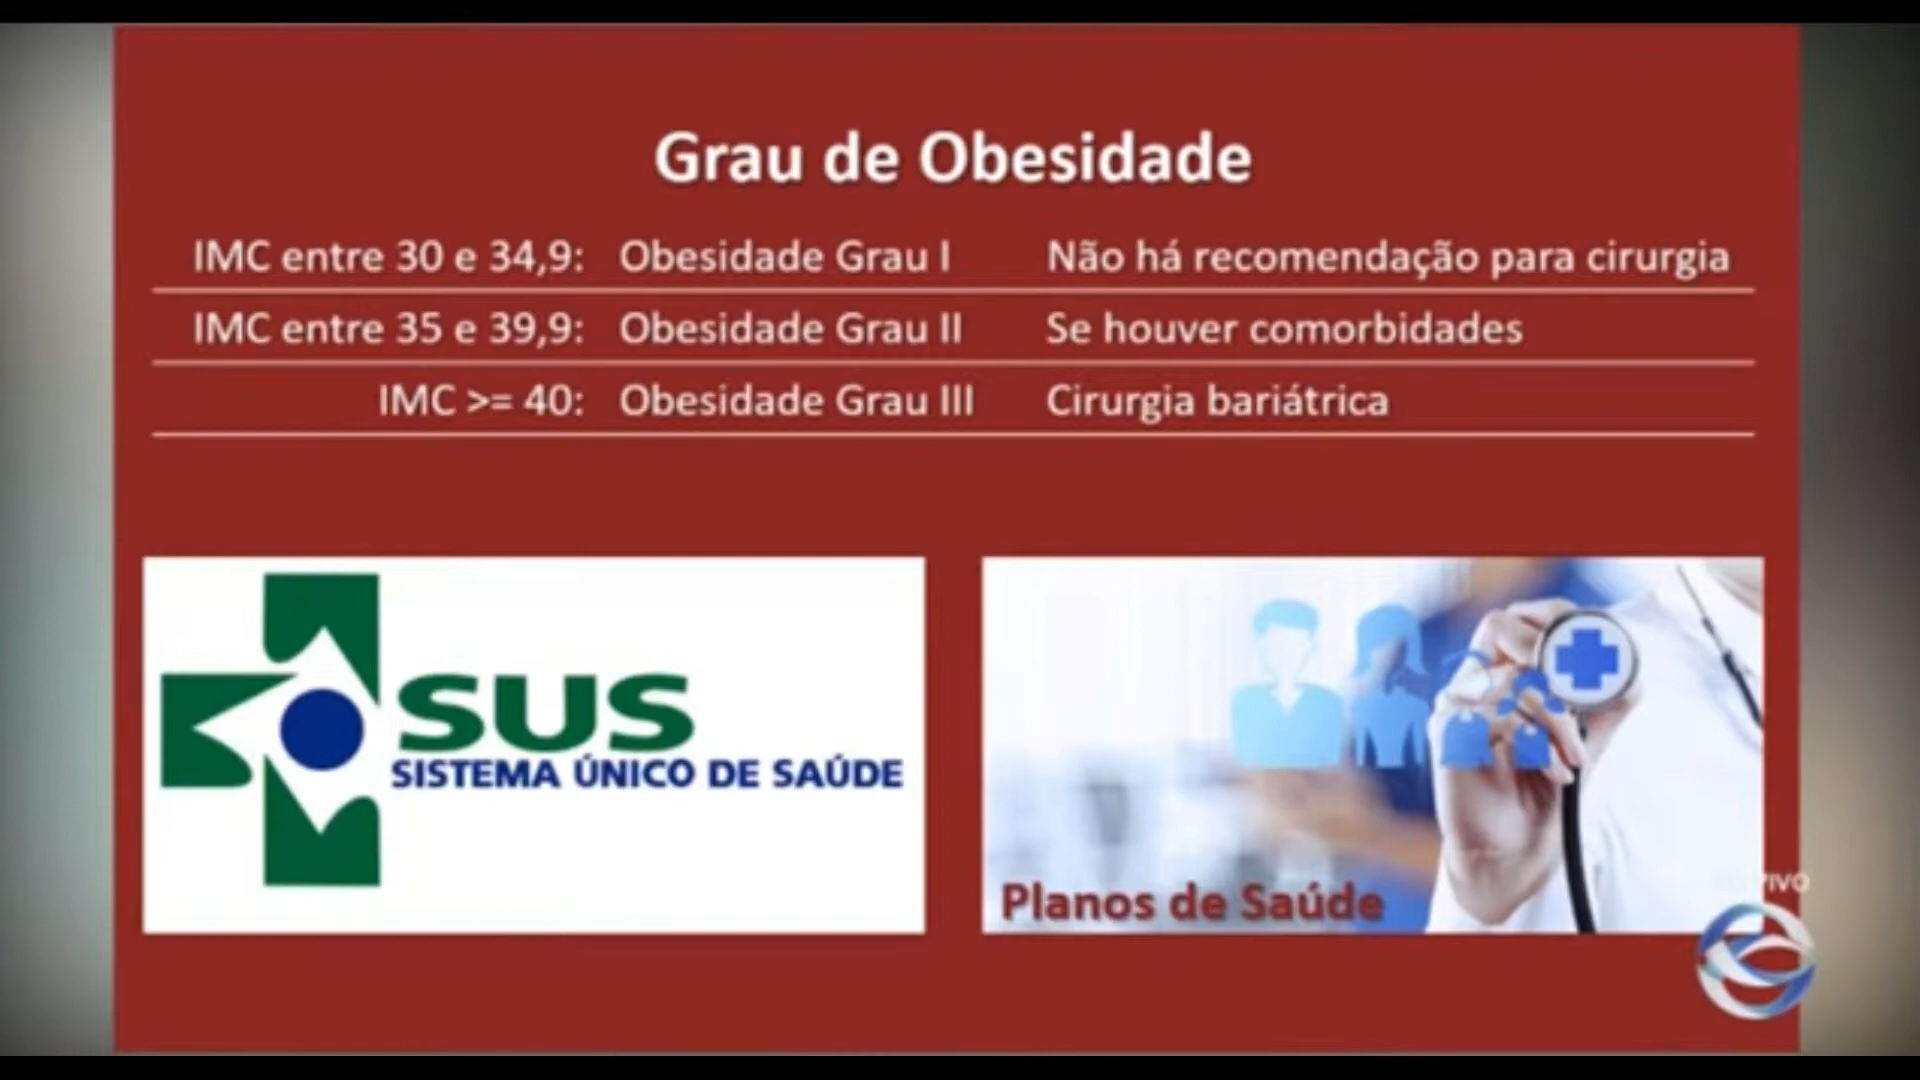 Grau de Obesidade
IMC entre 30 e 34,9: Obesidade Grau I Não há recomendação para cirurgia
IMC entre 35 e 39,9: Obesidade Grau II Se houver comorbidades
IMC >= 40: Obesidade Grau III Cirurgia bariátrica
SUS
SISTEMA ÚNICO DE SAÚDE
Planos de Saúde
VIVO